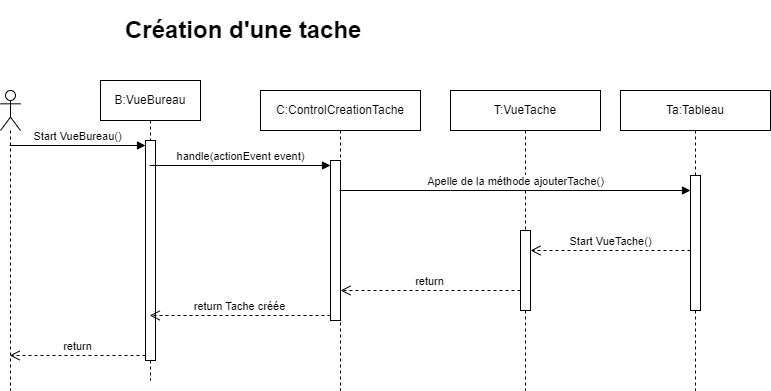 Création d'une tache
B:VueBureau
C:ControlCreationTache
T:VueTache
Ta:Tableau
Start VueBureau()
handle(actionEvent event)
Apelle de la méthode ajouterTache()
Start VueTache()
return
return Tache créée
return